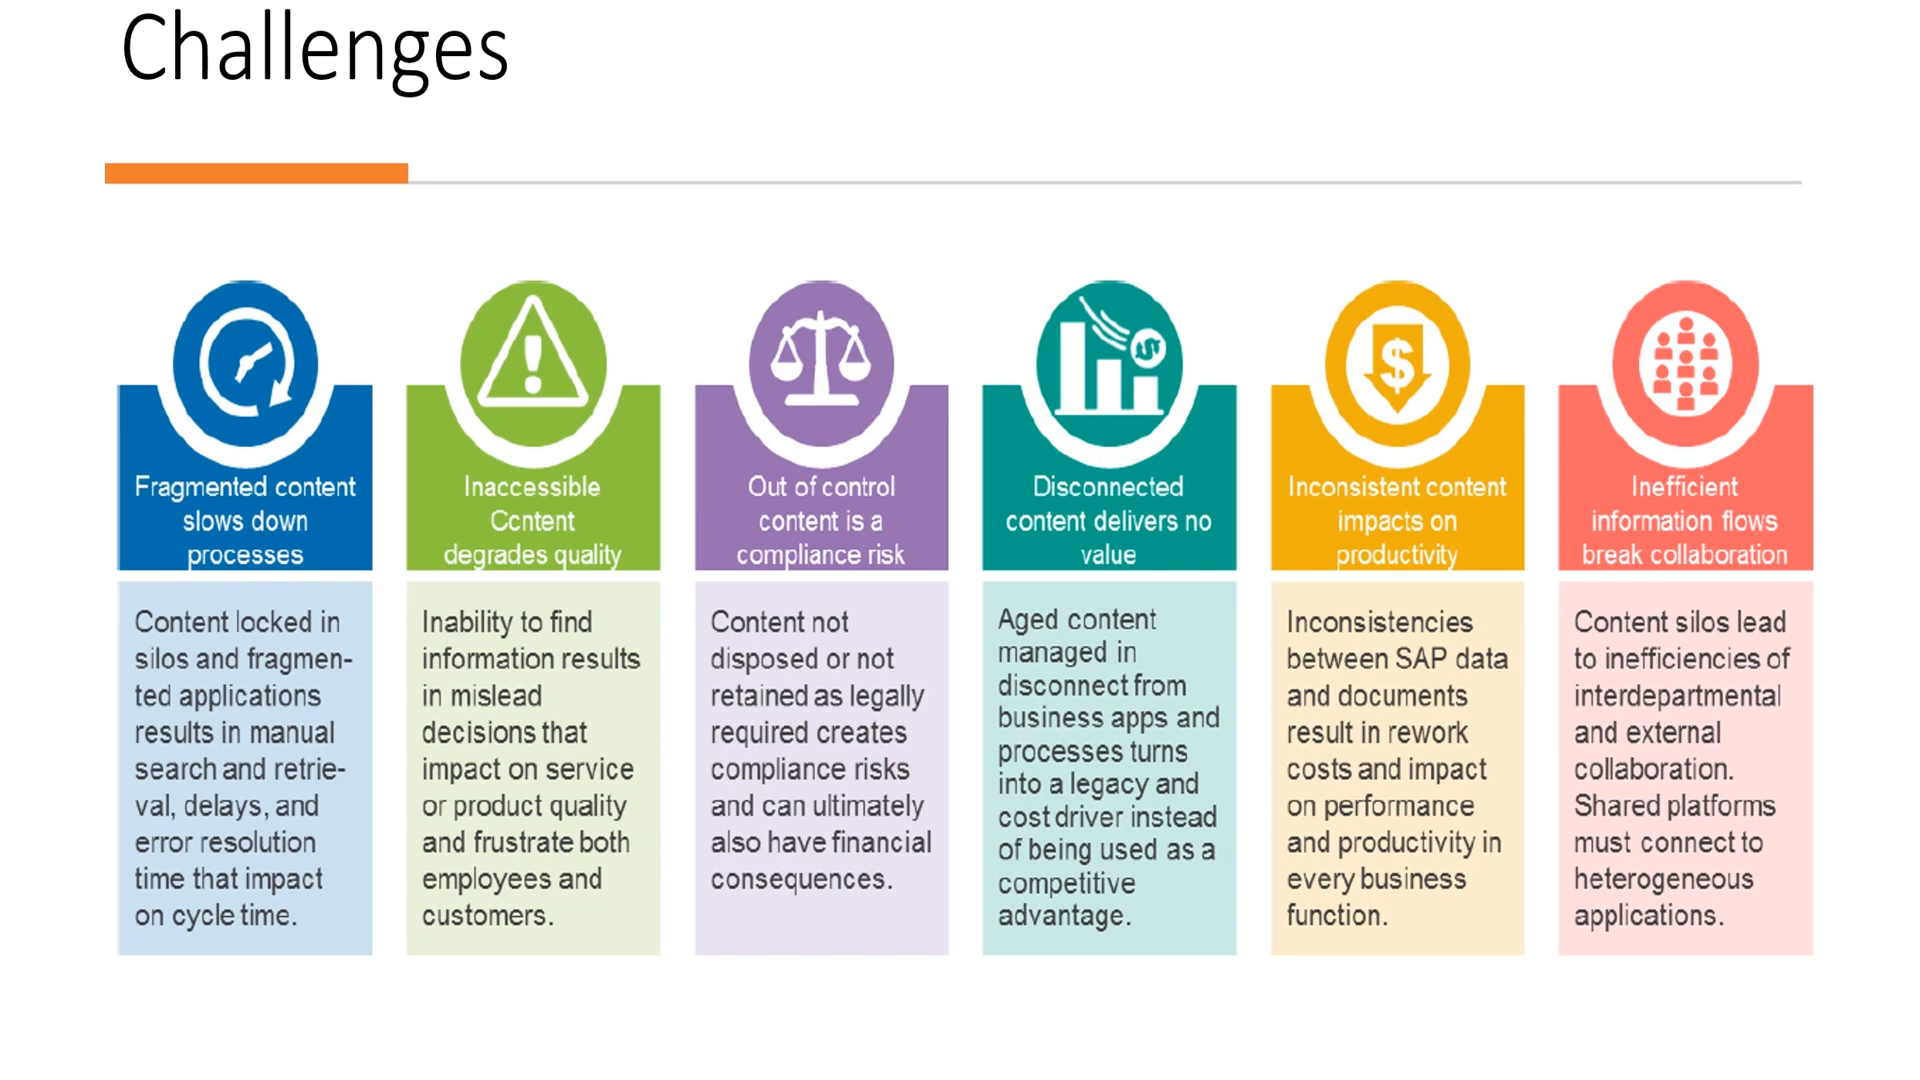 Challenges
Fragmented content
slows down
processes
Content locked in
silos and fragmen-
ted applications
results in manual
search and retrie-
val, delays, and
error resolution
time that impact
on cycle time.
Inaccessible
Ccntent
degrades quality
Inability to find
information results
in mislead
decisions that
impact on service
or product quality
and frustrate both
employees and
customers.
Out of control
content is a
compliance risk
Content not
disposed or not
retained as legally
required creates
compliance risks
and can ultimately
also have financial
consequences.
Disconnected
content delivers no
value
Aged content
managed in
disconnect from
business apps and
processes turns
into a legacy and
cost driver instead
of being used as a
competitive
advantage.
$
Inconsistent content
impacts on
productivity
Inconsistencies
between SAP data
and documents
result in rework
costs and impact
on performance
and productivity in
every business
function.
Inefficient
information flows
break collaboration
Content silos lead
to inefficiencies of
interdepartmental
and external
collaboration.
Shared platforms
must connect to
heterogeneous
applications.